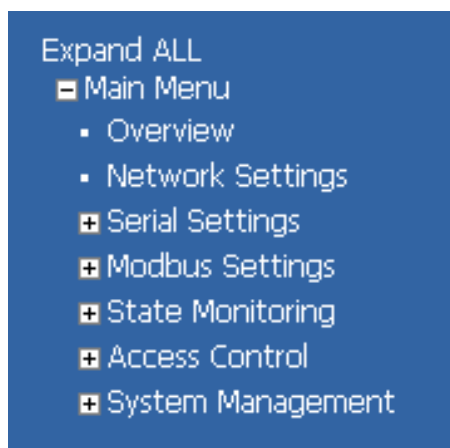 Expand ALL
Main Menu
Overview
Network Settings
Serial Settings
Modbus Settings
State Monitoring
Access Control
System Management